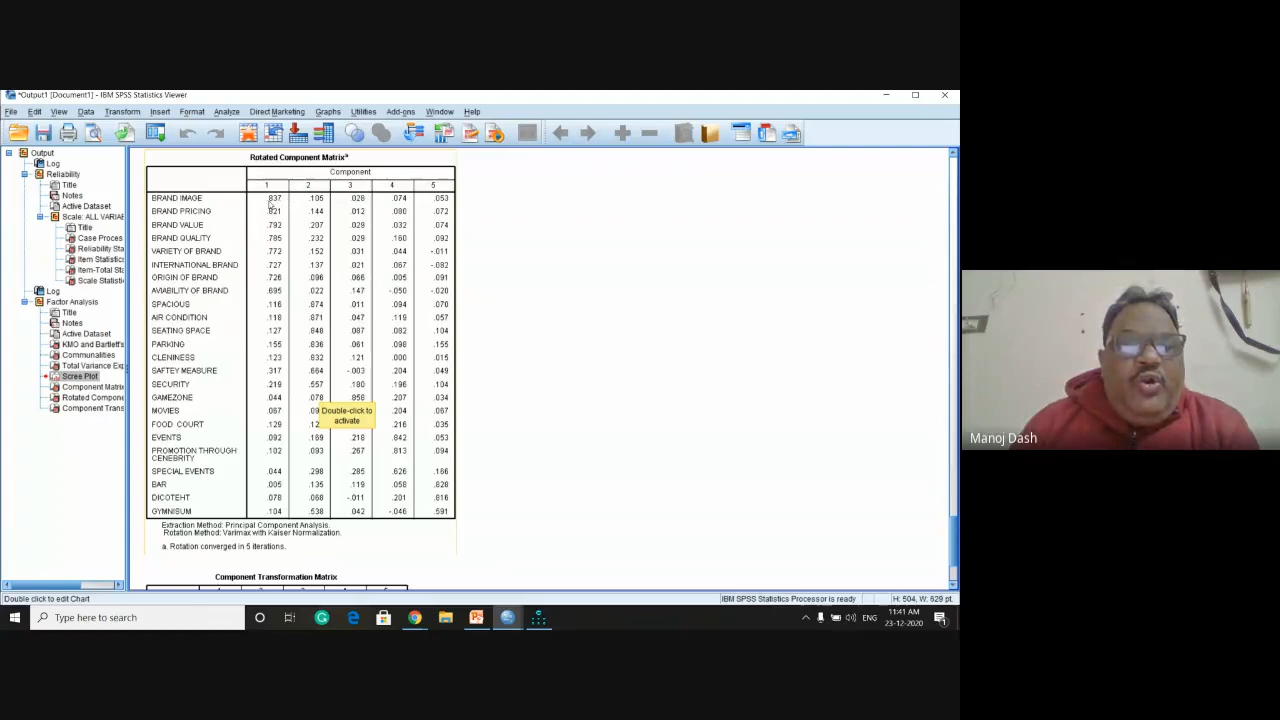 *Output1 [Document1] - IBM SPSS Statistics Viewer
File Edit View Data Transform Insert Format Analyze Direct Marketing Graphs Utilities Add-ons Window Help
Output
Log
Reliability
Title
Notes
Active Dataset
Scale: ALL VARIA
Title
Case Proces
Reliability Sta
Item Statistic
Item-Total Sta
Scale Statisti
Log
Factor Analysis
Title
Notes
Active Dataset
KMO and Bartlett's
Communalities
Total Variance Exp
Scree Plot
Component Matrix
Rotated Compone
Component Trans
Rotated Component Matrixa
Component
1 2 3 4 5
BRAND IMAGE .837 .105 .028 .074 .053
BRAND PRICING .821 .144 .012 .080 .072
BRAND VALUE .792 .207 .029 .032 .074
BRAND QUALITY .785 .232 .029 .160 .092
VARIETY OF BRAND .772 .152 .031 .044 -.011
INTERNATIONAL BRAND .727 .137 .021 .067 -.082
ORIGIN OF BRAND .726 .096 .066 .005 .091
AVIABILITY OF BRAND .695 .022 .147 -.050 -.020
SPACIOUS .116 .874 .011 .094 .070
AIR CONDITION .118 .871 .047 .119 .057
SEATING SPACE .127 .848 .087 .082 .104
PARKING .155 .836 .061 .098 .155
CLENINESS .123 .832 .121 .000 .015
SAFTEY MEASURE .317 .664 -.003 .204 .049
SECURITY .219 .557 .180 .196 .104
GAMEZONE .044 .078 .858 .207 .034
MOVIES .067 .09 .204 .067
FOOD COURT .129 .12 .216 .035
Double-click to
activate
EVENTS .092 .169 .218 .842 .053
PROMOTION THROUGH
CENEBRITY .102 .093 .267 .813 .094
SPECIAL EVENTS .044 .298 .285 .626 .166
BAR .005 .135 .119 .058 .828
DICOTEHT .078 .068 -.011 .201 .816
GYMNISUM .104 .538 .042 -.046 .591
Extraction Method: Principal Component Analysis.
Rotation Method: Varimax with Kaiser Normalization.
a. Rotation converged in 5 iterations.
Component Transformation Matrix
Manoj Dash
Double click to edit Chart
IBM SPSS Statistics Processor is ready
H: 504, W: 629 pt.
Type here to search
ENG
11:41 AM
23-12-2020